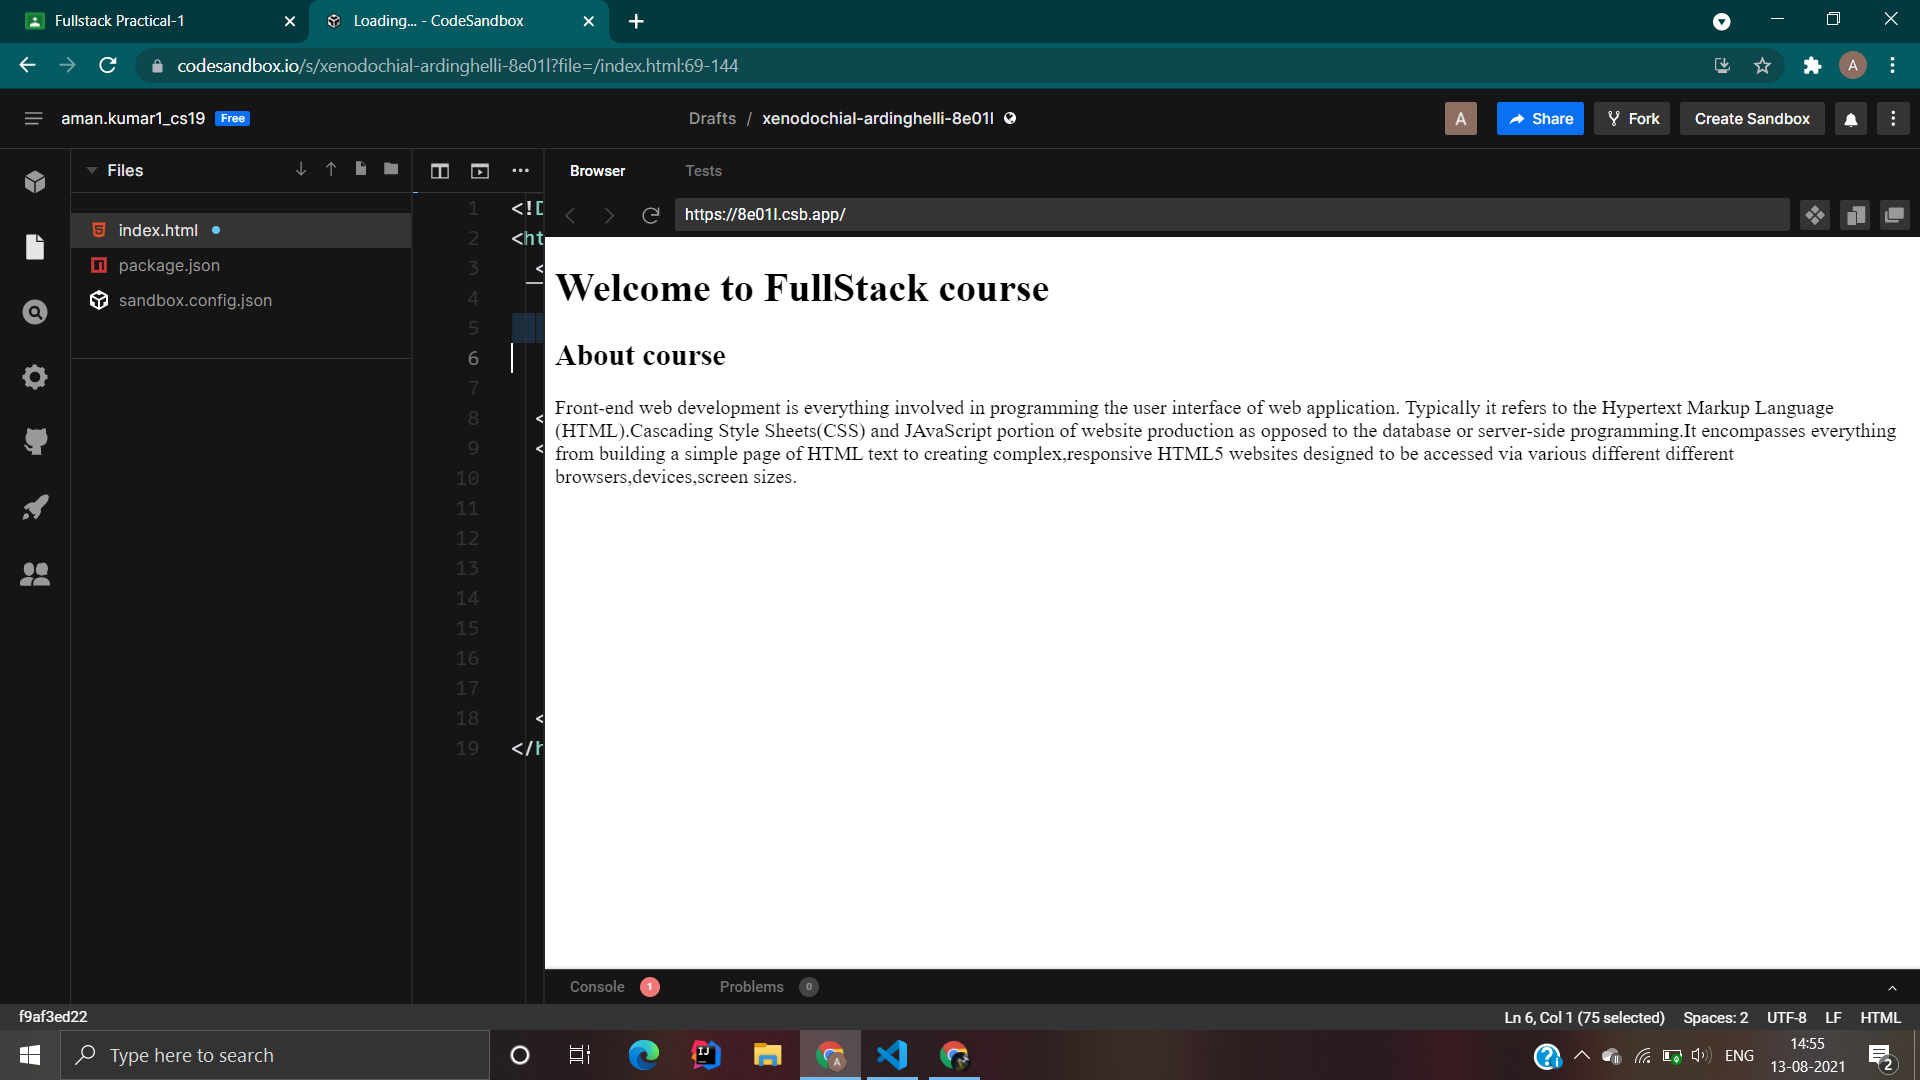 Fullstack Practical-1
Loading... - CodeSandbox
codesandbox.io/s/xenodochial-ardinghelli-8e01l?file=/index.html:69-144
A
aman.kumar1_cs19 Free
Drafts / xenodochial-ardinghelli-8e01l
A
Share
Fork
Create Sandbox
Files
Browser
Tests
https://8e01l.csb.app/
index.html
package.json
sandbox.config.json
1 <!D
2 <ht
3 <
4
5
6
7
8 <
9 <
10
11
12
13
14
15
16
17
18 <
19 </h
Welcome to FullStack course
About course
Front-end web development is everything involved in programming the user interface of web application. Typically it refers to the Hypertext Markup Language
(HTML).Cascading Style Sheets(CSS) and JAvaScript portion of website production as opposed to the database or server-side programming.It encompasses everything
from building a simple page of HTML text to creating complex,responsive HTML5 websites designed to be accessed via various different different
browsers,devices,screen sizes.
Console 1
Problems 0
f9af3ed22
Ln 6, Col 1 (75 selected) Spaces: 2 UTF-8 LF HTML
Type here to search
IJ
A
ENG
14:55
13-08-2021
2